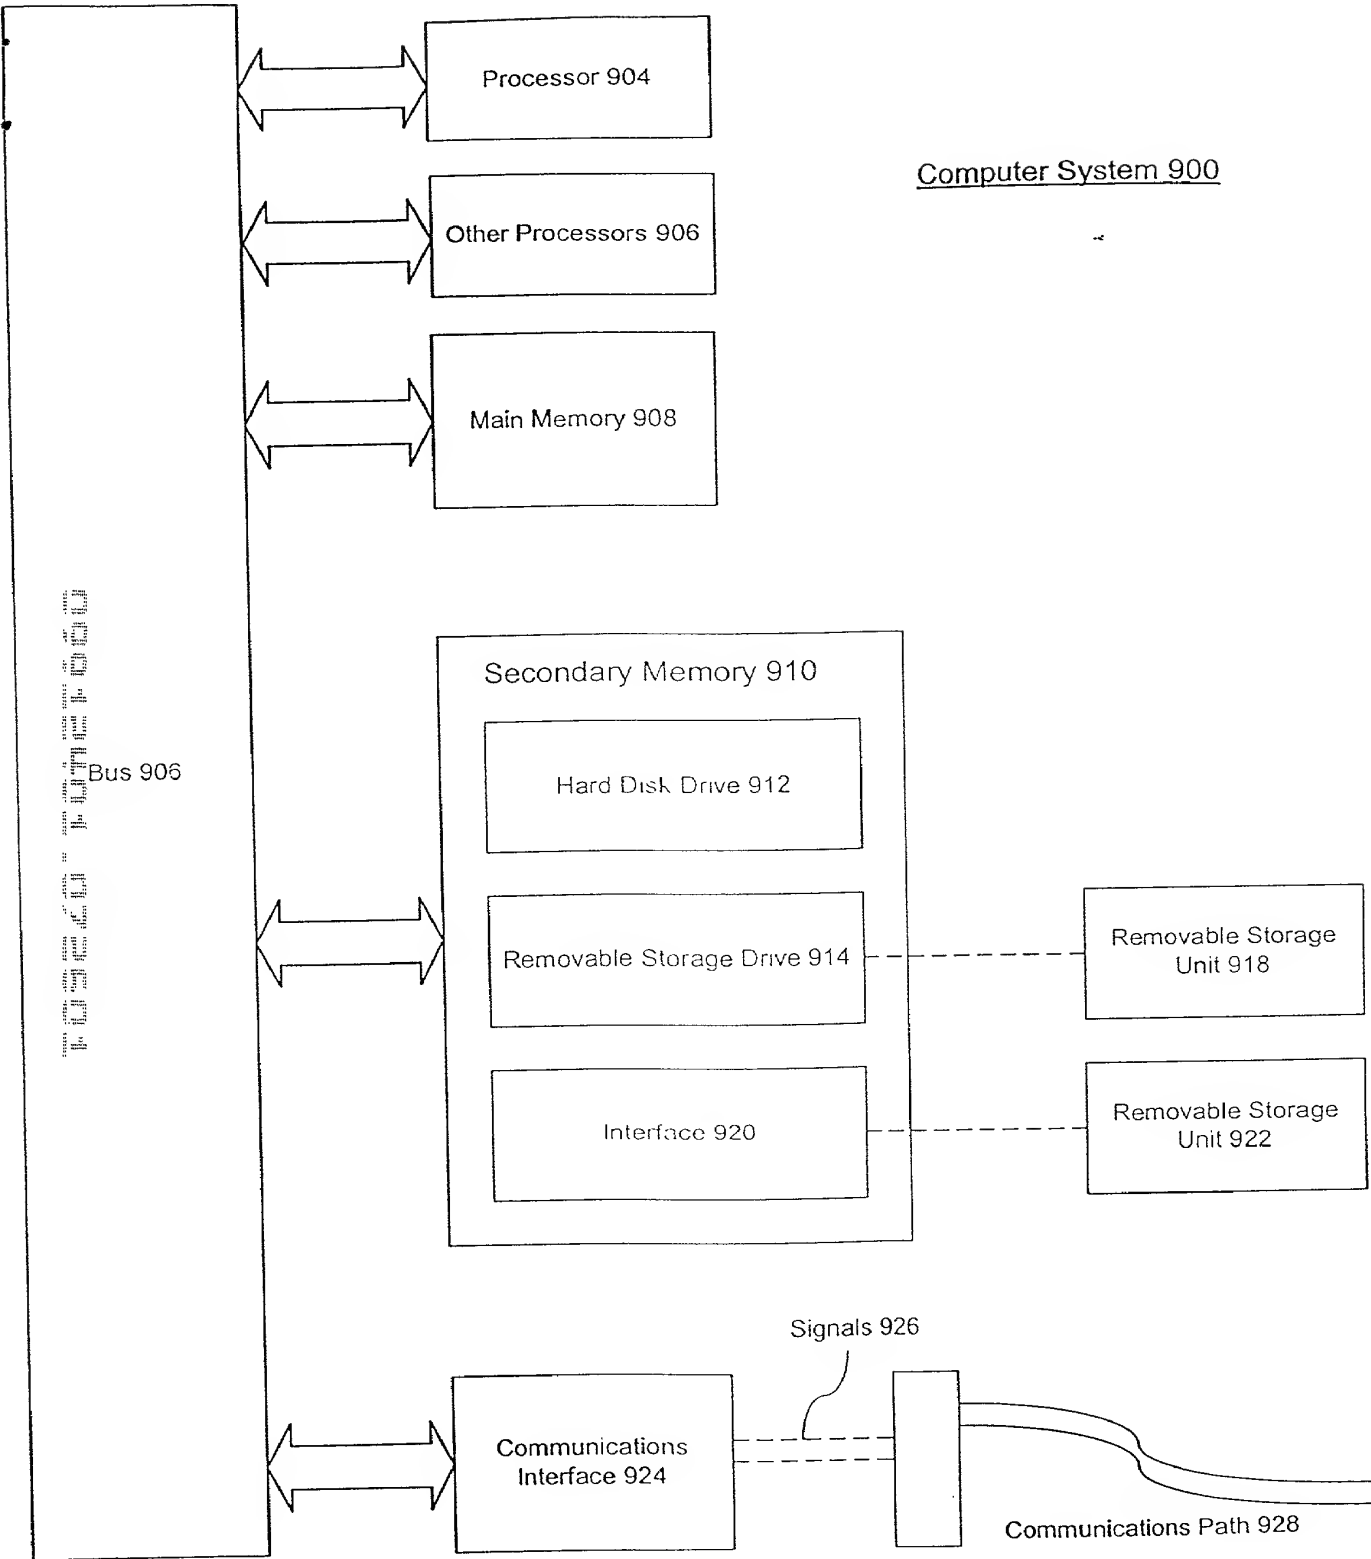 Processor 904
Computer System 900
Other Processors 906
Main Memory 908
Secondary Memory 910
Bus 906
Hard Disk Drive 912
Removable Storage Drive 914
Removable Storage
Unit 918
Interface 920
Removable Storage
Unit 922
Signals 926
Communications
Interface 924
Communications Path 928